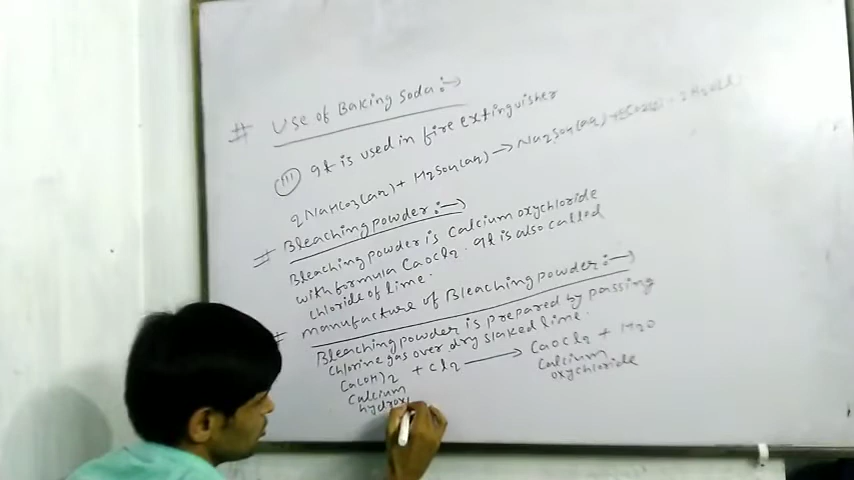 # Use of Baking Soda :→
(III) It is used in fire extinguisher
2NaHCO3(aq) + H2SO4(aq) → Na2SO4(aq) + 2CO2(g) + 2H2O(l)
# Bleaching powder :→
Bleaching powder is Calcium oxychloride
with formula CaOCl2. It is also called
chloride of lime.
# manufacture of Bleaching powder :→
Bleaching powder is prepared by passing
chlorine gas over dry slaked lime.
Ca(OH)2 + Cl2 → CaOCl2 + H2O
Calcium hydrox
Calcium oxychloride